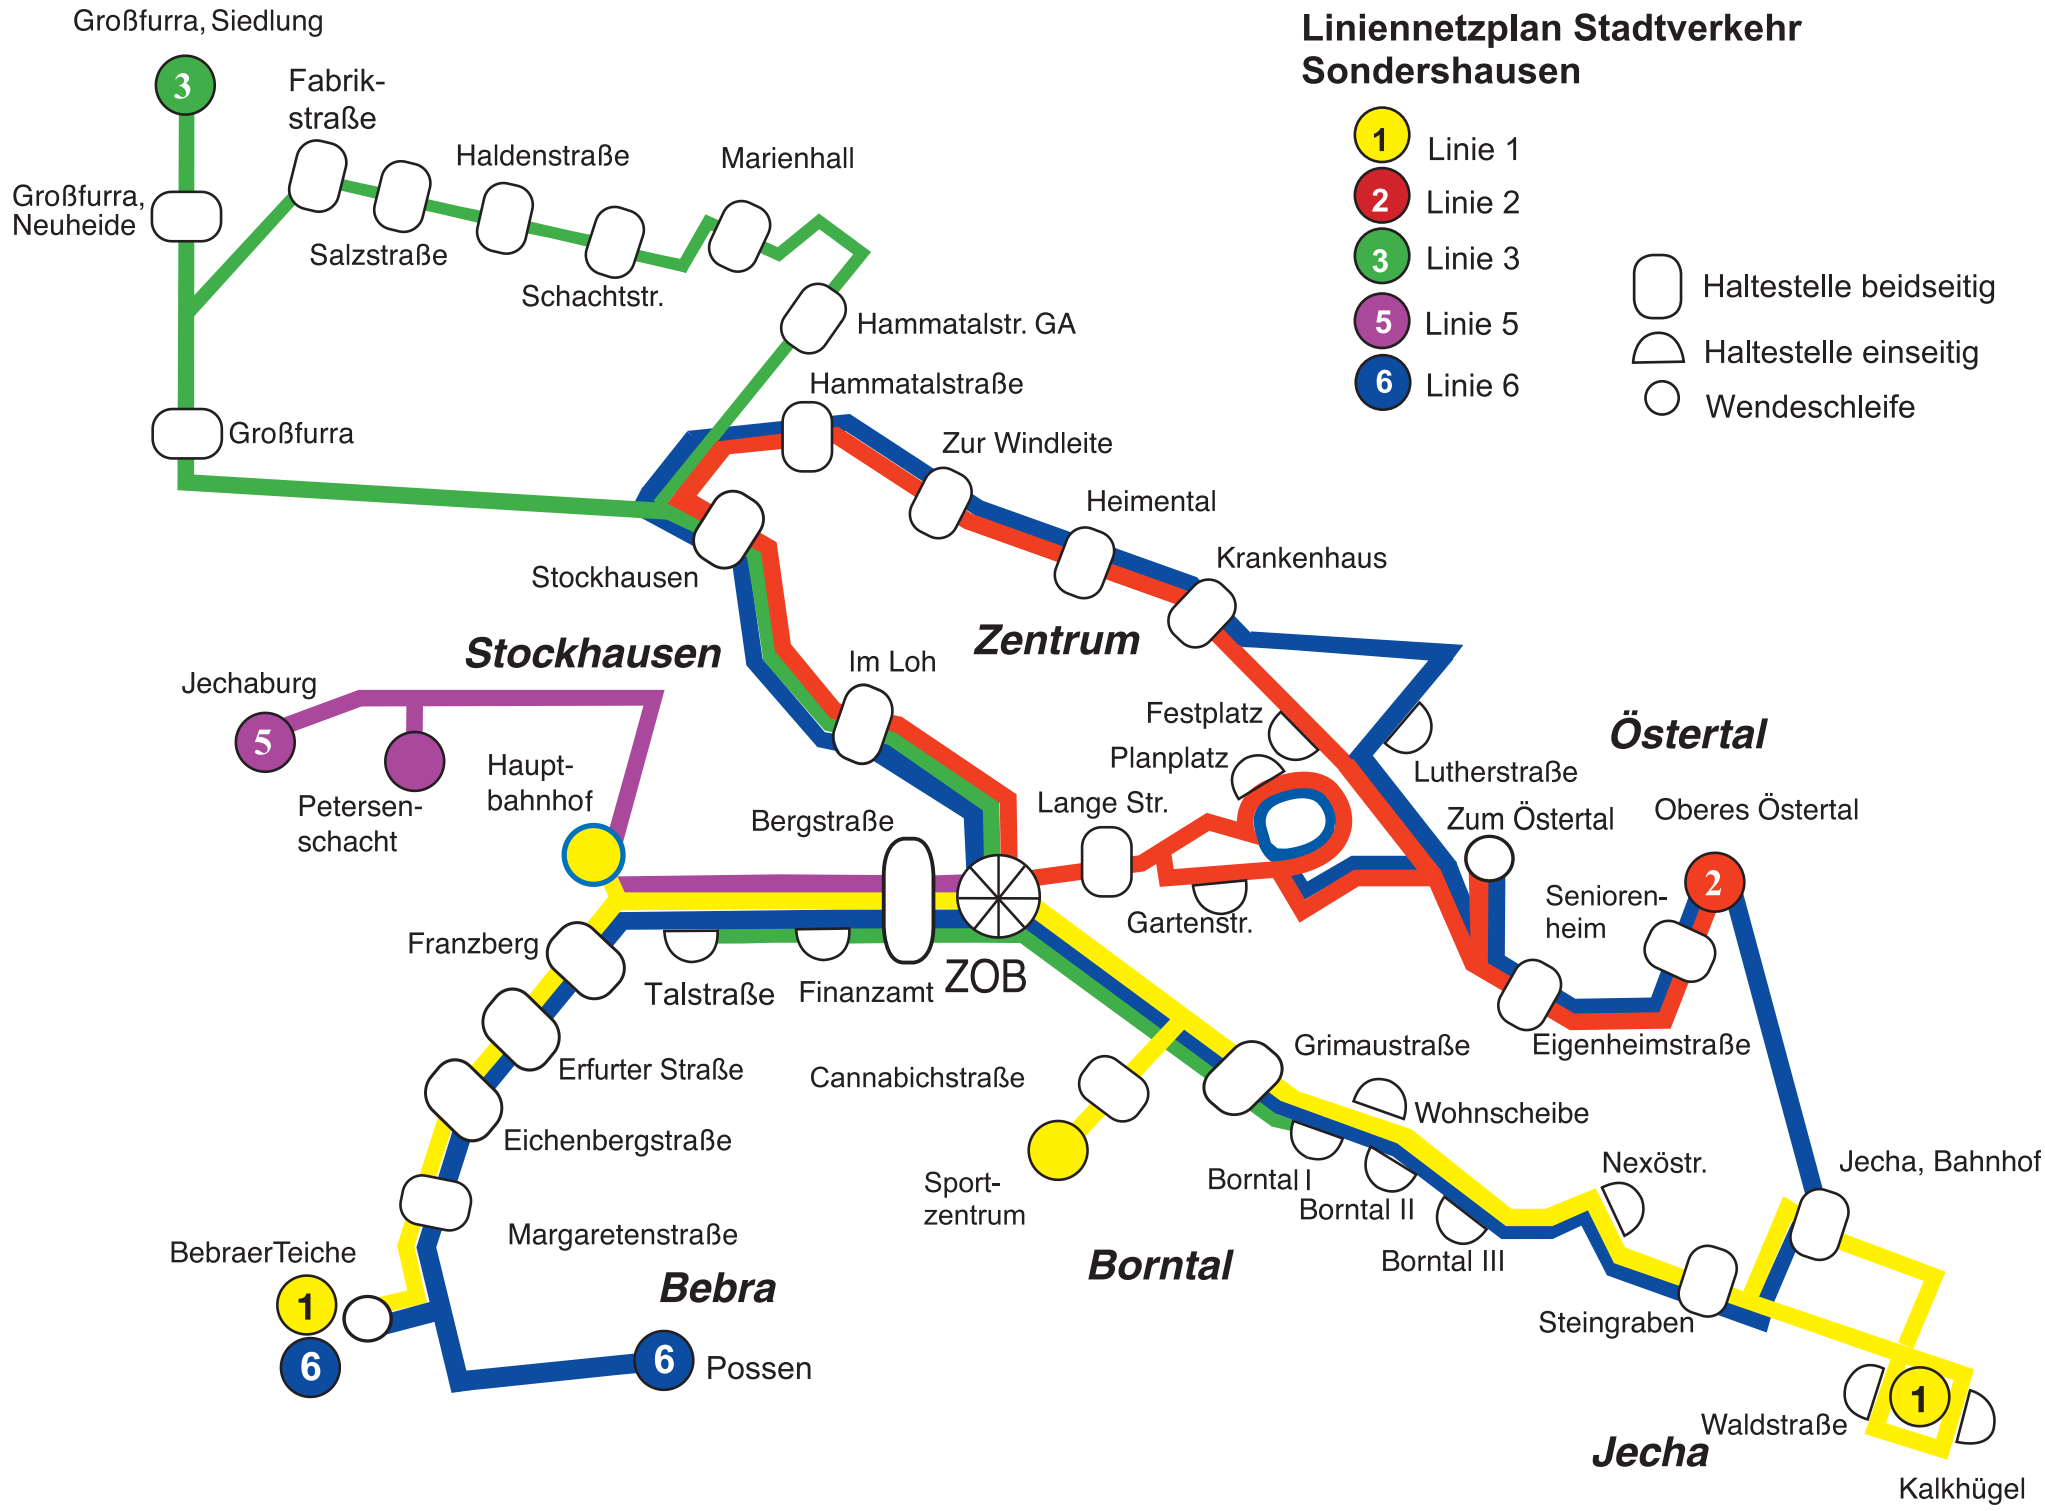 Großfurra, Siedlung
3
Fabrik-
straße
Haldenstraße
Marienhall
Großfurra,
Neuheide
Salzstraße
Schachtstr.
Hammatalstr. GA
Großfurra
Hammatalstraße
Zur Windleite
Heimental
Krankenhaus
Stockhausen
Liniennetzplan Stadtverkehr
Sondershausen
1 Linie 1
2 Linie 2
3 Linie 3
5 Linie 5
6 Linie 6
Haltestelle beidseitig
Haltestelle einseitig
Wendeschleife
Stockhausen
Zentrum
Im Loh
Jechaburg
5
Petersen-
schacht
Haupt-
bahnhof
Festplatz
Planplatz
Lange Str.
Lutherstraße
Östertal
Zum Östertal
Oberes Östertal
2
Bergstraße
Gartenstr.
Senioren-
heim
Franzberg
Talstraße
Finanzamt
ZOB
Eigenheimstraße
Erfurter Straße
Cannabichstraße
Grimaustraße
Wohnscheibe
Eichenbergstraße
Sport-
zentrum
Borntal I
Borntal II
Borntal III
Nexöstr.
Jecha, Bahnhof
Margaretenstraße
BebraerTeiche
1
6
Bebra
Borntal
6 Possen
Steingraben
1
Waldstraße
Jecha
Kalkhügel